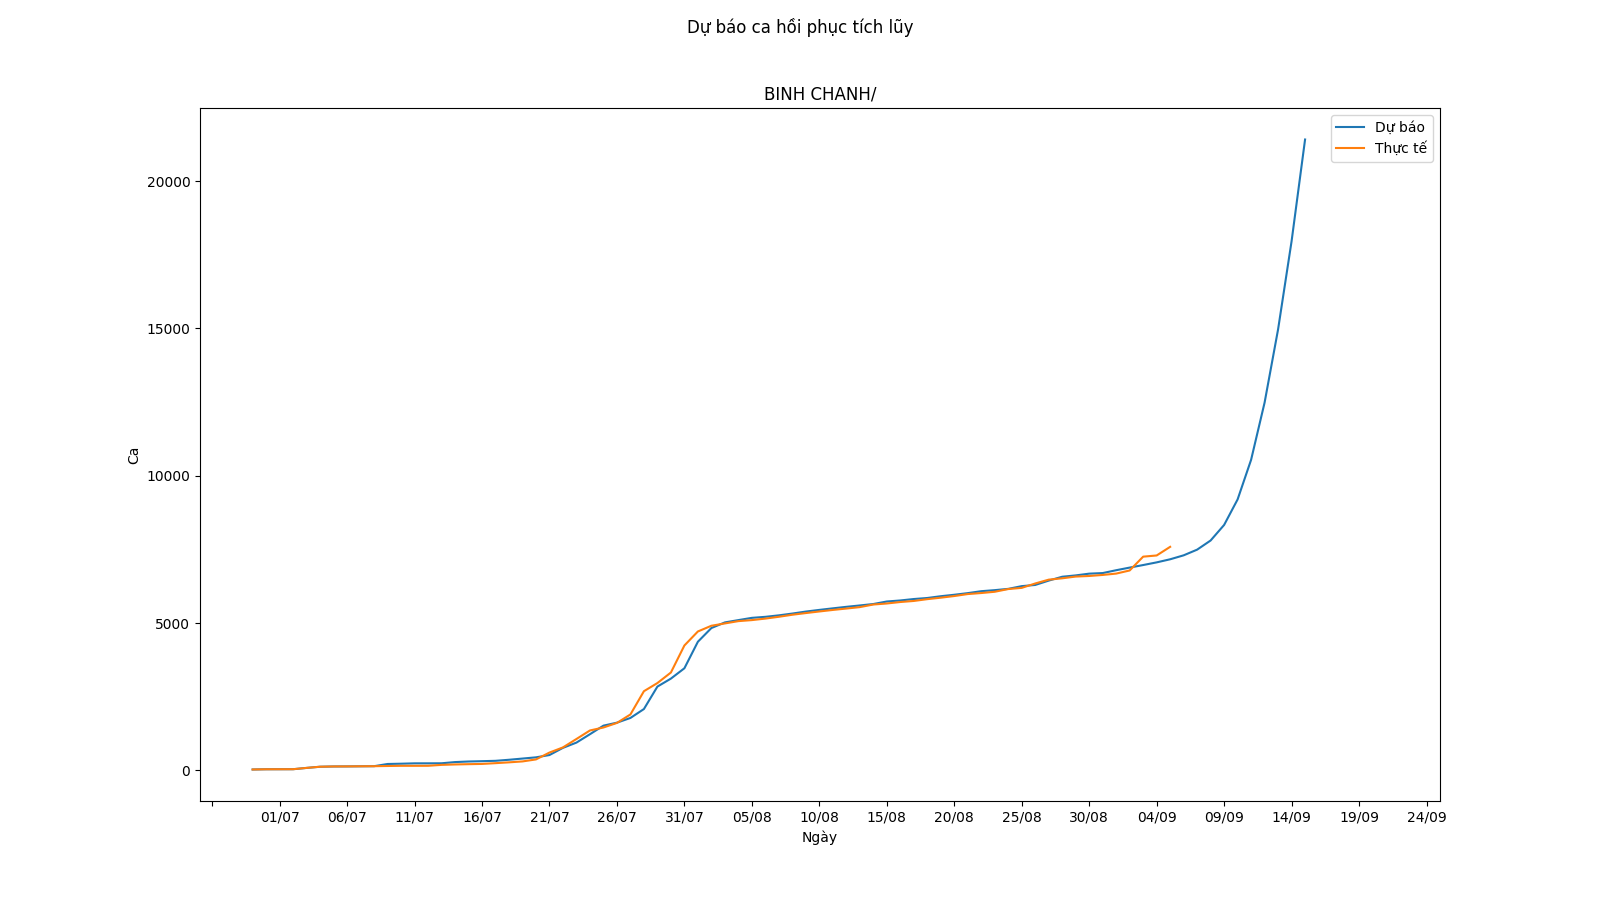 Dự báo ca hồi phục tích lũy
BINH CHANH/
Dự báo
Thực tế
20000
15000
10000
5000
0
Ca
01/07 06/07 11/07 16/07 21/07 26/07 31/07 05/08 10/08 15/08 20/08 25/08 30/08 04/09 09/09 14/09 19/09 24/09
Ngày